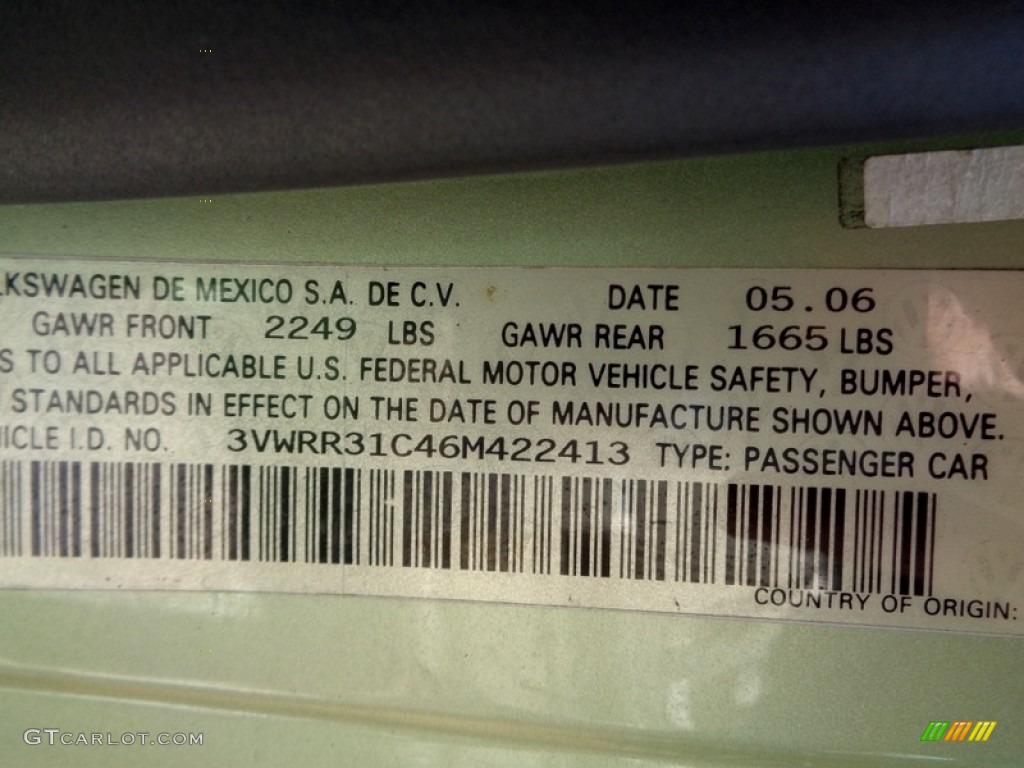 LKSWAGEN DE MEXICO S.A. DE C.V. DATE 05.06
GAWR FRONT 2249 LBS GAWR REAR 1665 LBS
S TO ALL APPLICABLE U.S. FEDERAL MOTOR VEHICLE SAFETY, BUMPER,
STANDARDS IN EFFECT ON THE DATE OF MANUFACTURE SHOWN ABOVE.
ICLE I.D. NO. 3VWRR31C46M422413 TYPE: PASSENGER CAR
COUNTRY OF ORIGIN:
GTCARLOT.COM